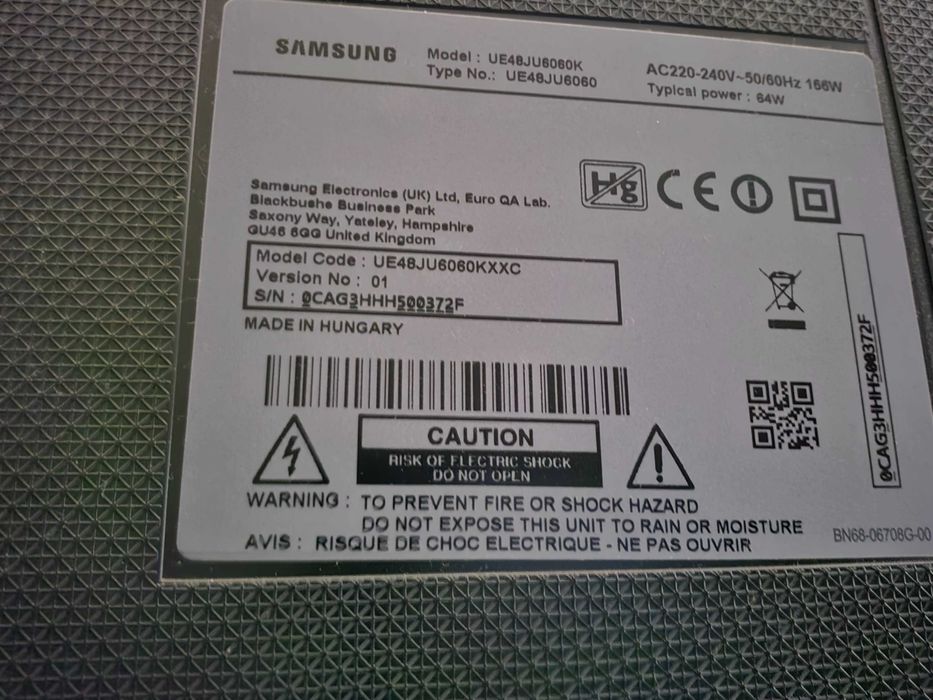 SAMSUNG
Model : UE48JU6060K
Type No.: UE48JU6060
AC220-240V~50/60Hz 166W
Typical power : 64W
Samsung Electronics (UK) Ltd, Euro QA Lab.
Blackbushe Business Park
Saxony Way, Yateley, Hampshire
GU46 6GG United Kingdom
Hg
CE
Model Code : UE48JU6060KXXC
Version No : 01
S/N : 0CAG3HHH500372F
MADE IN HUNGARY
0CAG3HHH500372F
CAUTION
RISK OF ELECTRIC SHOCK
DO NOT OPEN
WARNING : TO PREVENT FIRE OR SHOCK HAZARD
DO NOT EXPOSE THIS UNIT TO RAIN OR MOISTURE
AVIS : RISQUE DE CHOC ELECTRIQUE - NE PAS OUVRIR
BN68-06708G-00